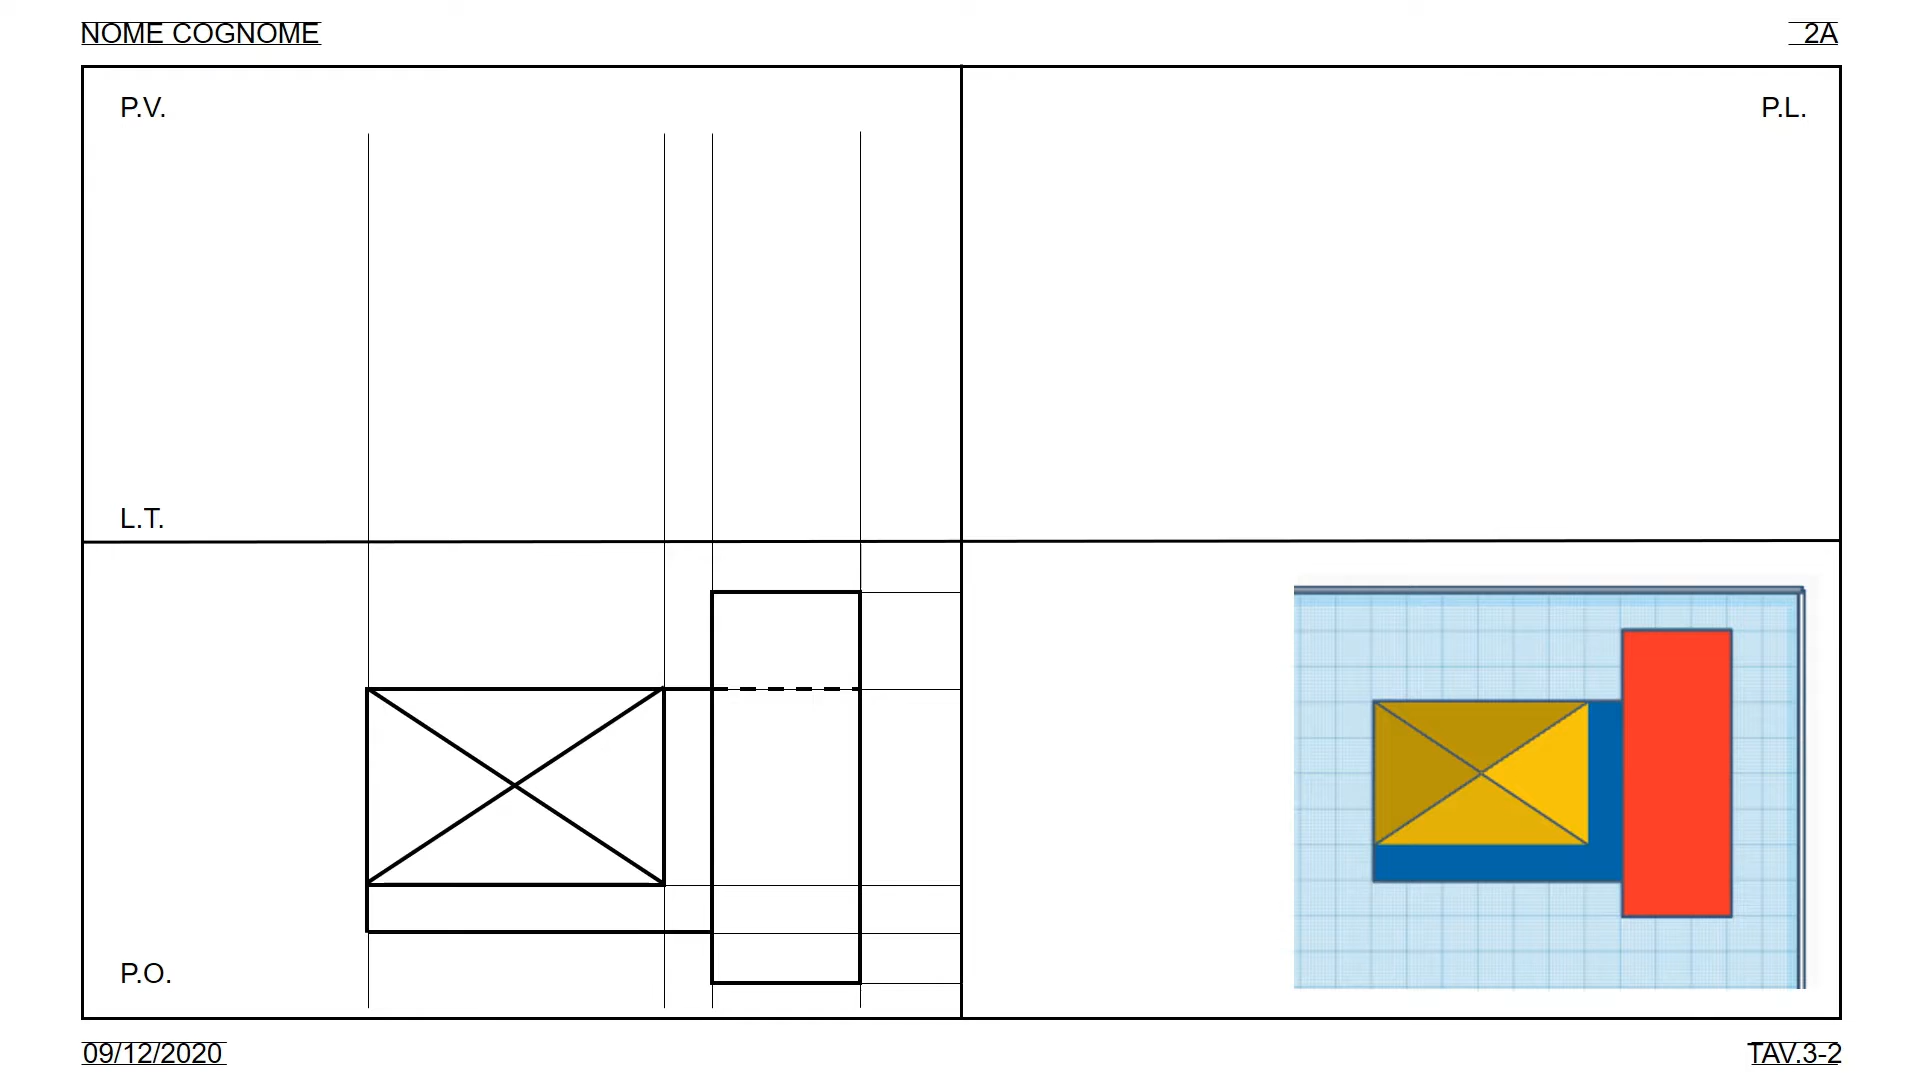 NOME COGNOME
2A
P.V.
P.L.
L.T.
P.O.
09/12/2020
TAV.3-2